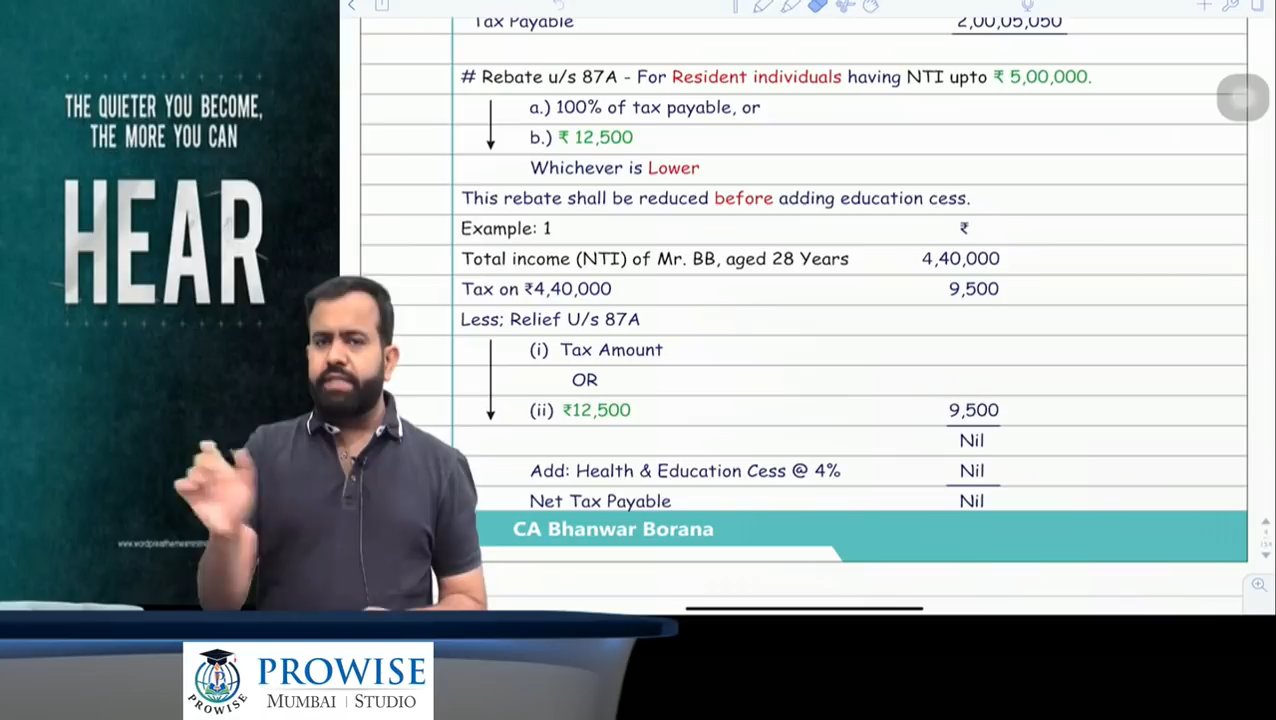 THE QUIETER YOU BECOME,
THE MORE YOU CAN
HEAR
Tax Payable 2,00,05,050
# Rebate u/s 87A - For Resident individuals having NTI upto ₹ 5,00,000.
a.) 100% of tax payable, or
b.) ₹ 12,500
Whichever is Lower
This rebate shall be reduced before adding education cess.
Example: 1 ₹
Total income (NTI) of Mr. BB, aged 28 Years 4,40,000
Tax on ₹4,40,000 9,500
Less; Relief U/s 87A
(i) Tax Amount
OR
(ii) ₹12,500 9,500
Nil
Add: Health & Education Cess @ 4% Nil
Net Tax Payable Nil
CA Bhanwar Borana
PROWISE
PROWISE
MUMBAI | STUDIO